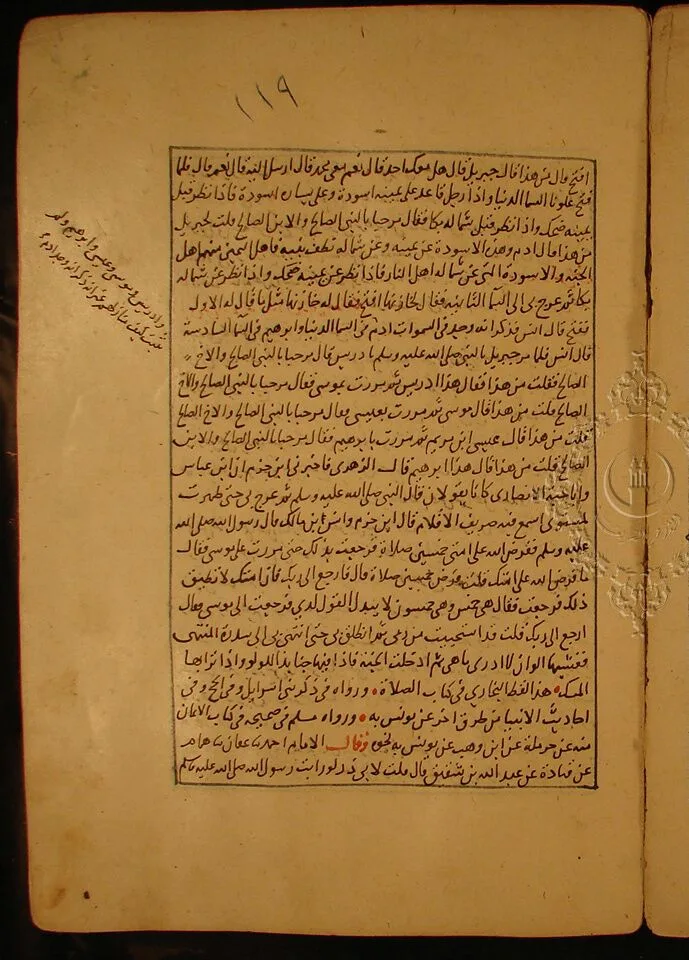 ١١٩
افتح قال من هذا قال جبريل قال هل معك احد قال نعم معي محمد قال ارسل اليه قال نعم قال فلما
فتح علونا السما الدنيا واذا رجل قاعد على يمينه اسودة وعلى يساره اسودة فاذا نظر قبل
يمينه ضحك واذا نظر قبل شماله بكا فقال مرحبا بالنبي الصالح والابن الصالح قلت لجبريل
من هذا قال ادم وهذه الاسودة عن يمينه وعن شماله نسم بنيه فاهل اليمين منهم اهل
الجنة والاسودة التي عن شماله اهل النار فاذا نظر عن يمينه ضحك واذا نظر عن شماله
بكا ثم عرج بي الى السما الثانية فقال لخازنها افتح فقال له خازنها مثل ما قال له الاول
ففتح قال انس فذكر انه وجد في السموات ادم في السما الدنيا وابرهيم في السما السادسة
قال انس فلما مر جبريل بالنبي صلى الله عليه وسلم بادريس قال مرحبا بالنبي الصالح والاخ
الصالح فقلت من هذا فقال هذا ادريس ثم مررت بموسى فقال مرحبا بالنبي الصالح والاخ
الصالح قلت من هذا قال موسى ثم مررت بعيسى فقال مرحبا بالنبي الصالح والاخ الصالح
قلت من هذا قال عيسى ابن مريم ثم مررت بابرهيم فقال مرحبا بالنبي الصالح والابن
الصالح قلت من هذا قال هذا ابرهيم قال الزهري فاخبرني ابن حزم ان ابن عباس
وابا حبة الانصاري كانا يقولان قال النبي صلى الله عليه وسلم ثم عرج بي حتى ظهرت
لمستوى اسمع فيه صريف الاقلام قال ابن حزم وانس ابن مالك قال رسول الله صلى الله
عليه وسلم ففرض الله على امتي خمسين صلاة فرجعت بذلك حتى مررت على موسى فقال
ما فرض الله على امتك قلت فرض خمسين صلاة قال فارجع الى ربك فان امتك لا تطيق
ذلك فرجعت فقال هي خمس وهي خمسون لا يبدل القول لدي فرجعت الى موسى فقال
ارجع الى ربك قلت قد استحييت من ربي ثم انطلق بي حتى انتهى بي الى سدرة المنتهى
فغشيها الوان لا ادري ما هي ثم ادخلت الجنة فاذا فيها جنابذ اللولو واذا ترابها
المسك هذا لفظ البخاري في كتاب الصلاة ورواه في ذكر بني اسرايل وفي الحج وفي
احاديث الانبيا من طرق اخر عن يونس به ورواه مسلم في صحيحه في كتاب الايمان
منه عن حرملة عن ابن وهب عن يونس به نحوه وقال الامام احمد ثنا عفان ثنا همام
عن قتادة عن عبد الله بن شقيق قال قلت لابي ذر لو رايت رسول الله صلى الله عليه وسلم
وادريس وموسى وعيسى وابرهيم ولم
يثبت كيف منازلهم غير انه ذكر انه وجد ادم